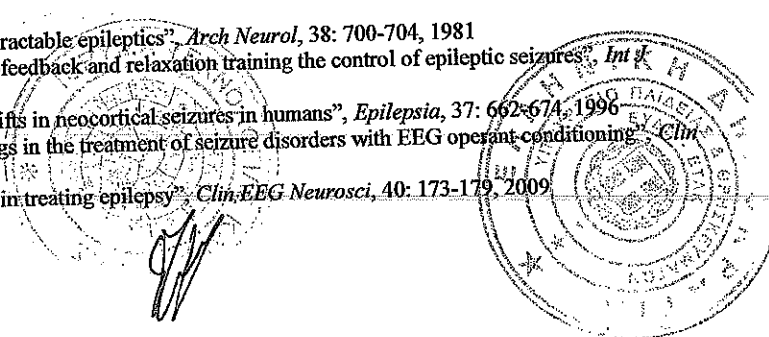 ractable epileptics", Arch Neurol, 38: 700-704, 1981
feedback and relaxation training the control of epileptic seizures", Int J
ifts in neocortical seizures in humans", Epilepsia, 37: 662-674, 1996
gs in the treatment of seizure disorders with EEG operant conditioning", Clin
in treating epilepsy", Clin EEG Neurosci, 40: 173-179, 2009